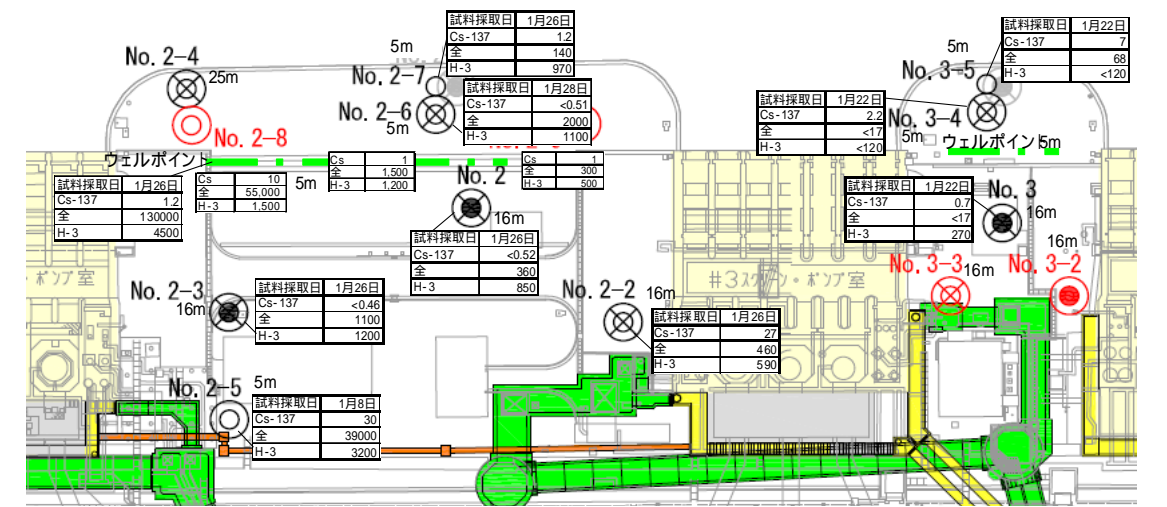 試料採取日 1月26日
Cs-137 1.2
全 140
H-3 970
試料採取日 1月22日
Cs-137 7
全 68
H-3 <120
No. 2-4
25m
5m
No. 2-7
5m
No. 3-5
試料採取日 1月28日
Cs-137 <0.51
全 2000
H-3 1100
No. 2-6
5m
試料採取日 1月22日
Cs-137 2.2
全 <17
H-3 <120
No. 3-4
5m
No. 2-8
ウェルポイント
ウェルポイント
5m
Cs 1
全 1,500
H-3 1,200
Cs 1
全 300
H-3 500
Cs 10
全 55,000
H-3 1,500
5m
試料採取日 1月26日
Cs-137 1.2
全 130000
H-3 4500
No. 2
16m
試料採取日 1月22日
Cs-137 0.7
全 <17
H-3 270
No. 3
16m
試料採取日 1月26日
Cs-137 <0.52
全 360
H-3 850
16m
No. 3-3
16m
No. 3-2
・ポンプ室
#3スクリーン・ポンプ室
No. 2-3
16m
試料採取日 1月26日
Cs-137 <0.46
全 1100
H-3 1200
No. 2-2
16m
試料採取日 1月26日
Cs-137 27
全 460
H-3 590
No. 2-5
5m
試料採取日 1月8日
Cs-137 30
全 39000
H-3 3200